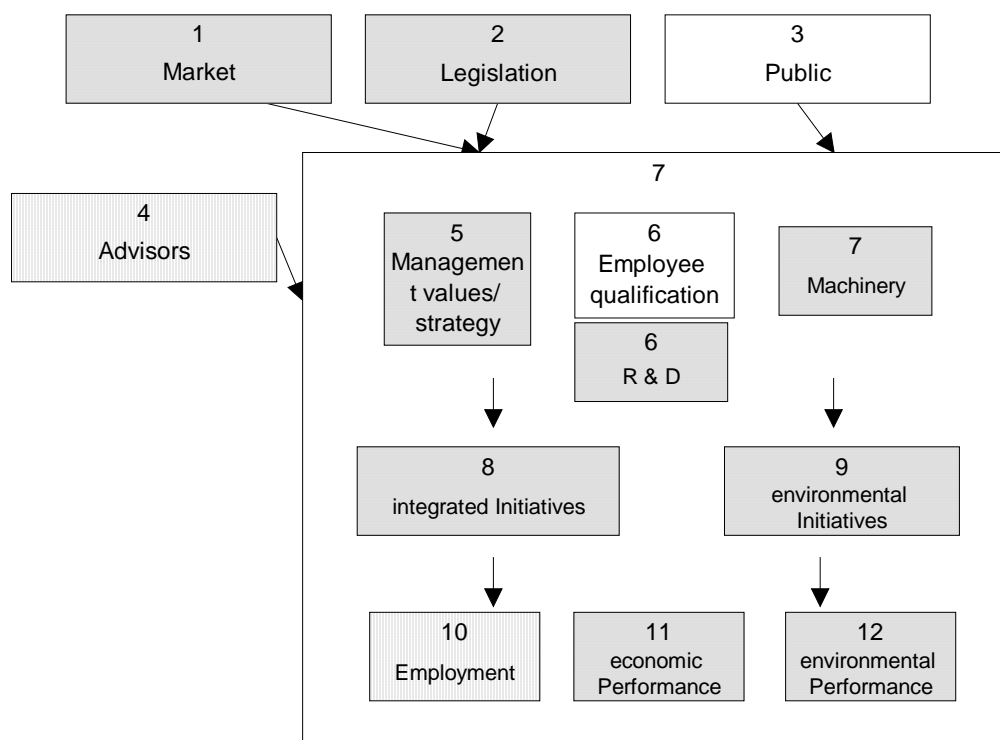 1
Market
2
Legislation
3
Public
7
4
Advisors
5
Managemen
t values/
strategy
6
Employee
qualification
7
Machinery
6
R & D
8
integrated Initiatives
9
environmental
Initiatives
10
Employment
11
economic
Performance
12
environmental
Performance